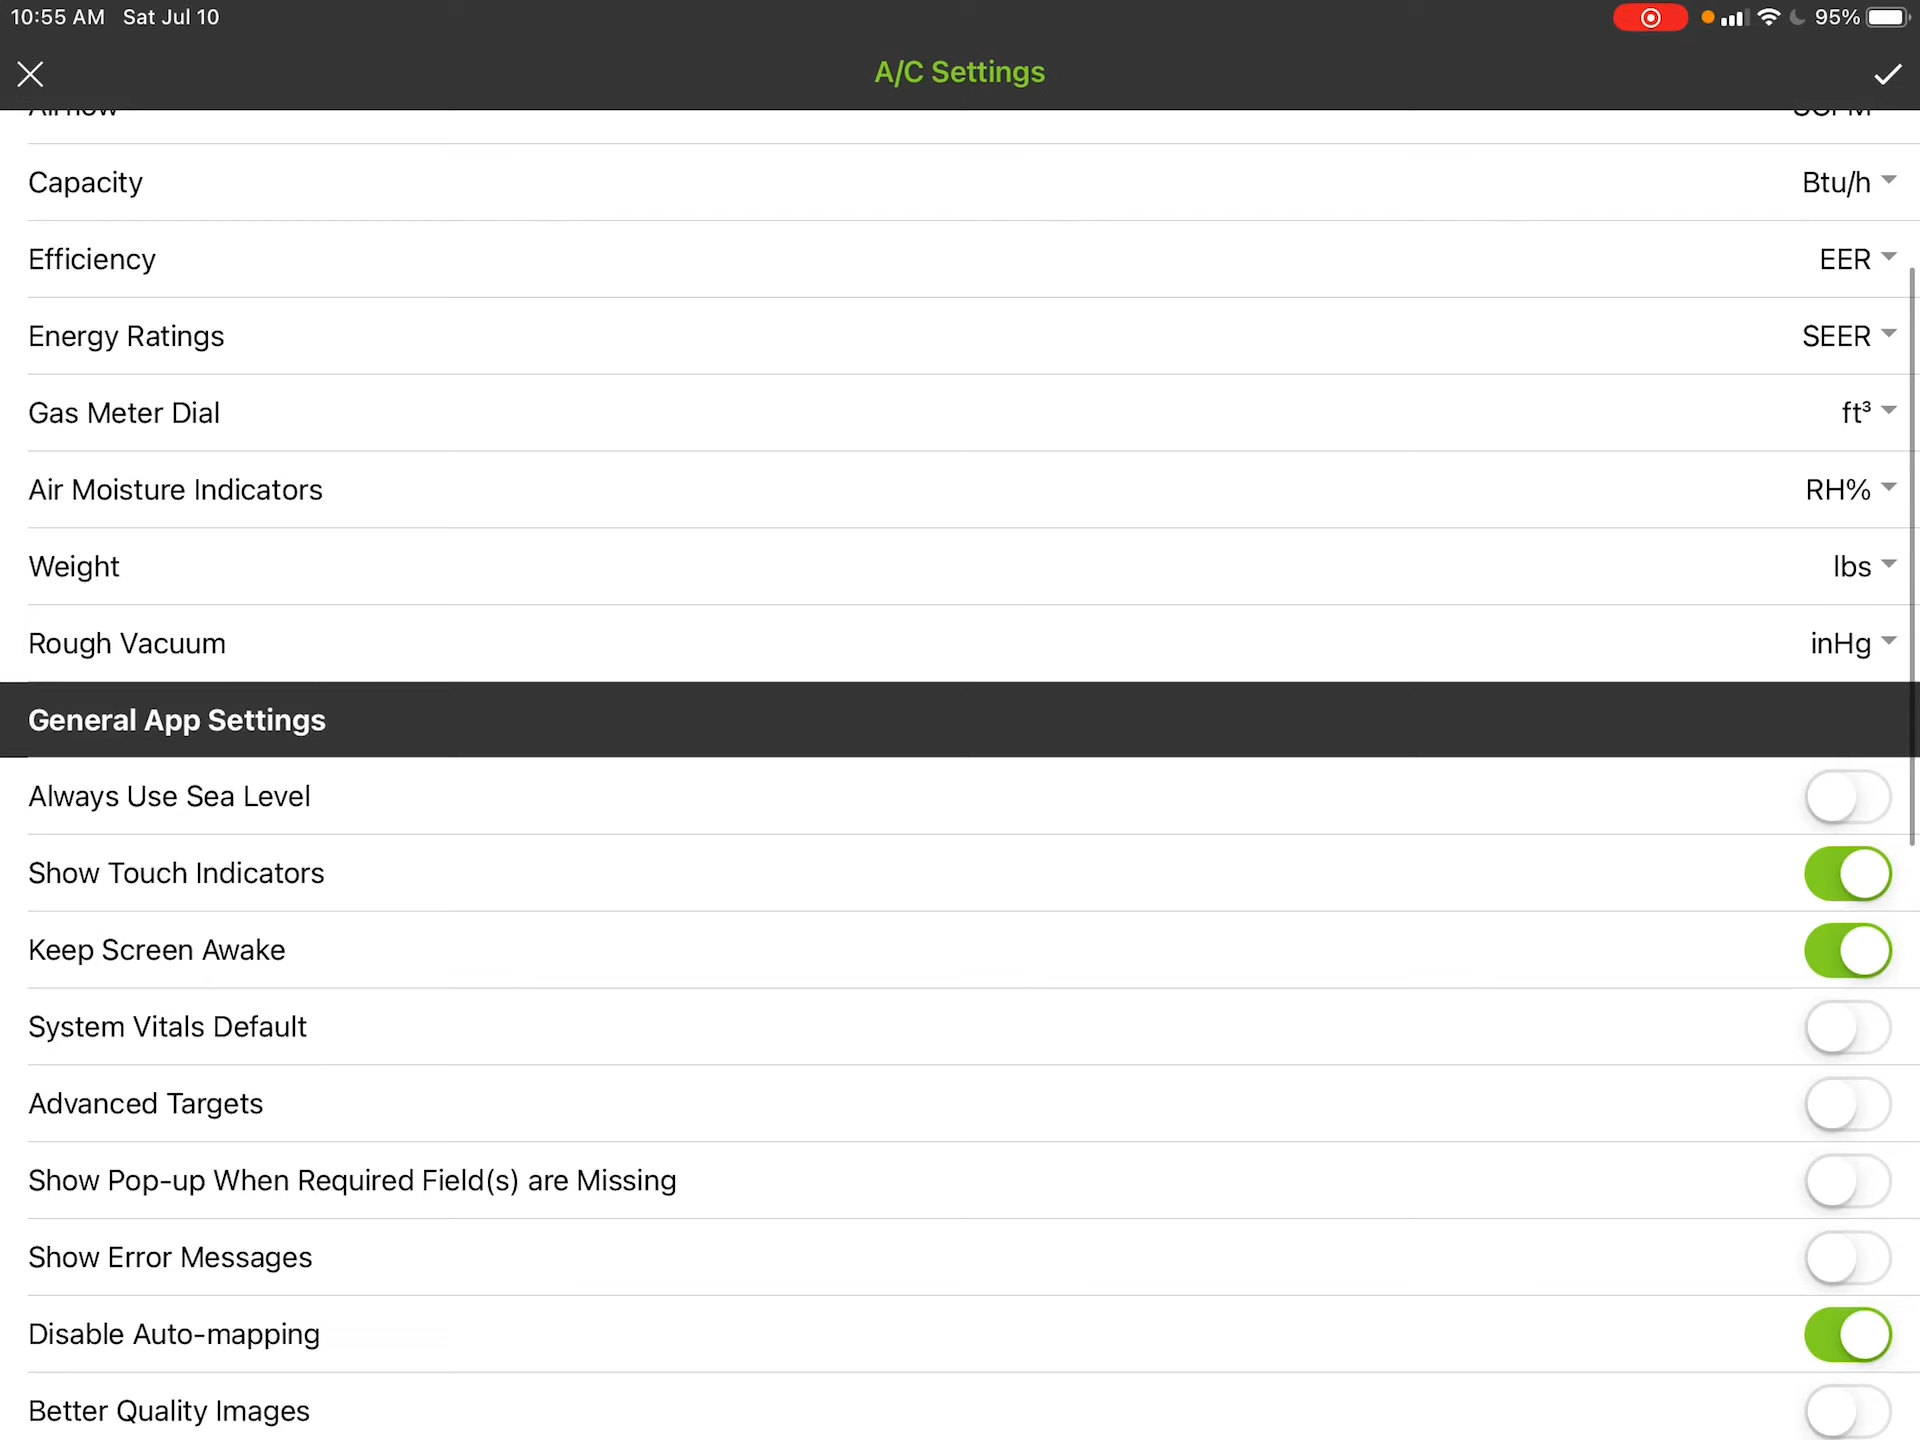 10:55 AM Sat Jul 10 95%
A/C Settings
Airflow SCFM
Capacity Btu/h
Efficiency EER
Energy Ratings SEER
Gas Meter Dial ft³
Air Moisture Indicators RH%
Weight lbs
Rough Vacuum inHg
General App Settings
Always Use Sea Level
Show Touch Indicators
Keep Screen Awake
System Vitals Default
Advanced Targets
Show Pop-up When Required Field(s) are Missing
Show Error Messages
Disable Auto-mapping
Better Quality Images